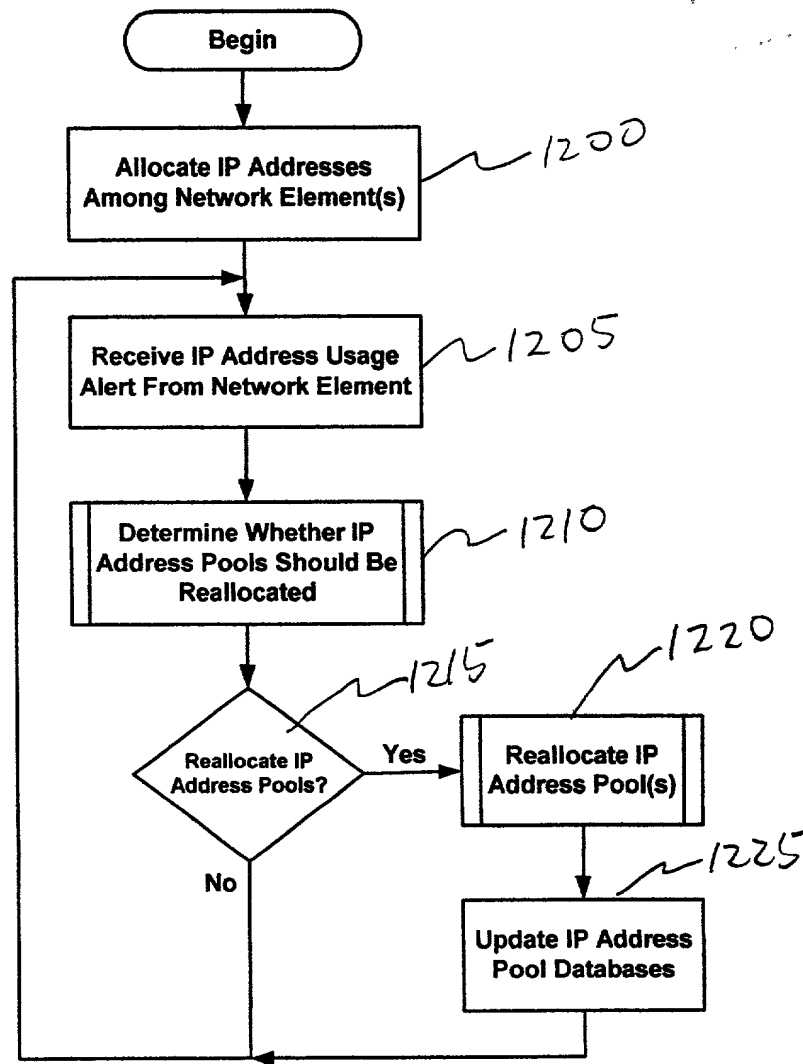 Begin
Allocate IP Addresses
Among Network Element(s)
1200
Receive IP Address Usage
Alert From Network Element
1205
Determine Whether IP
Address Pools Should Be
Reallocated
1210
1215
Reallocate IP
Address Pools?
Yes
No
1220
Reallocate IP
Address Pool(s)
1225
Update IP Address
Pool Databases